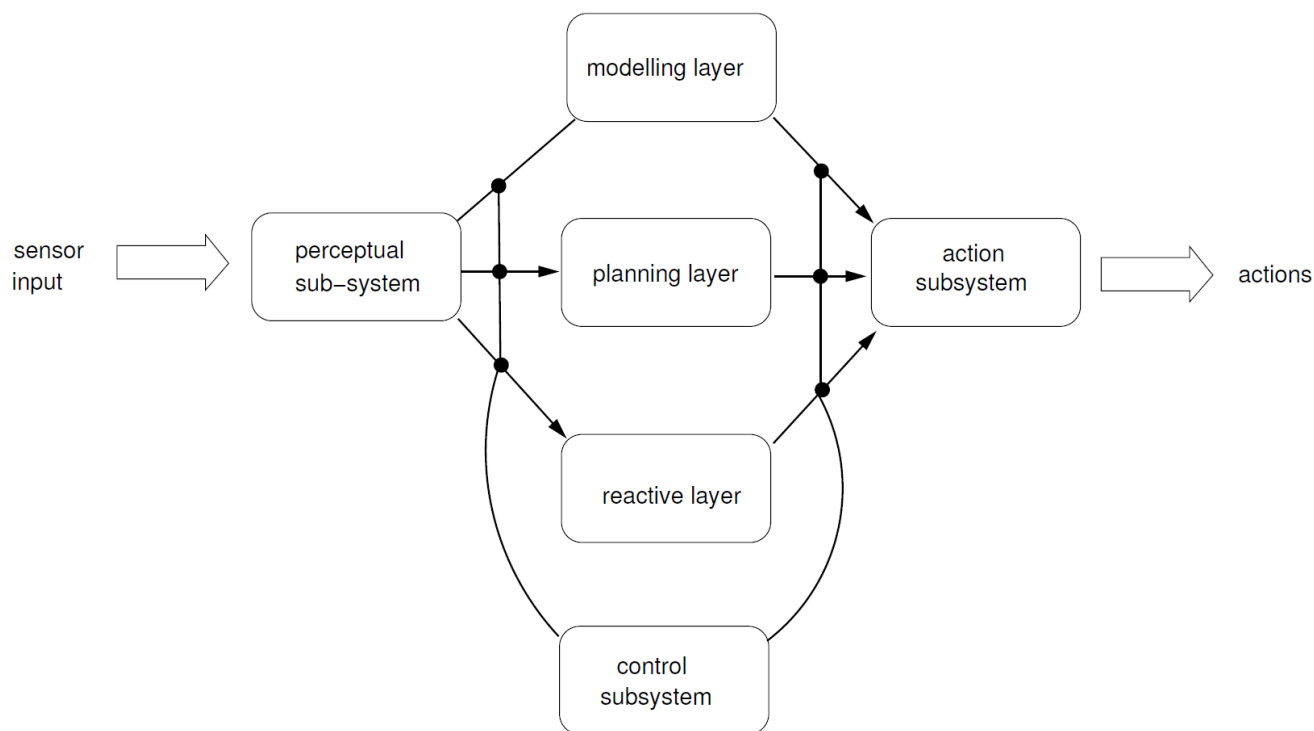 modelling layer
sensor
input
perceptual
sub−system
planning layer
action
subsystem
actions
reactive layer
control
subsystem